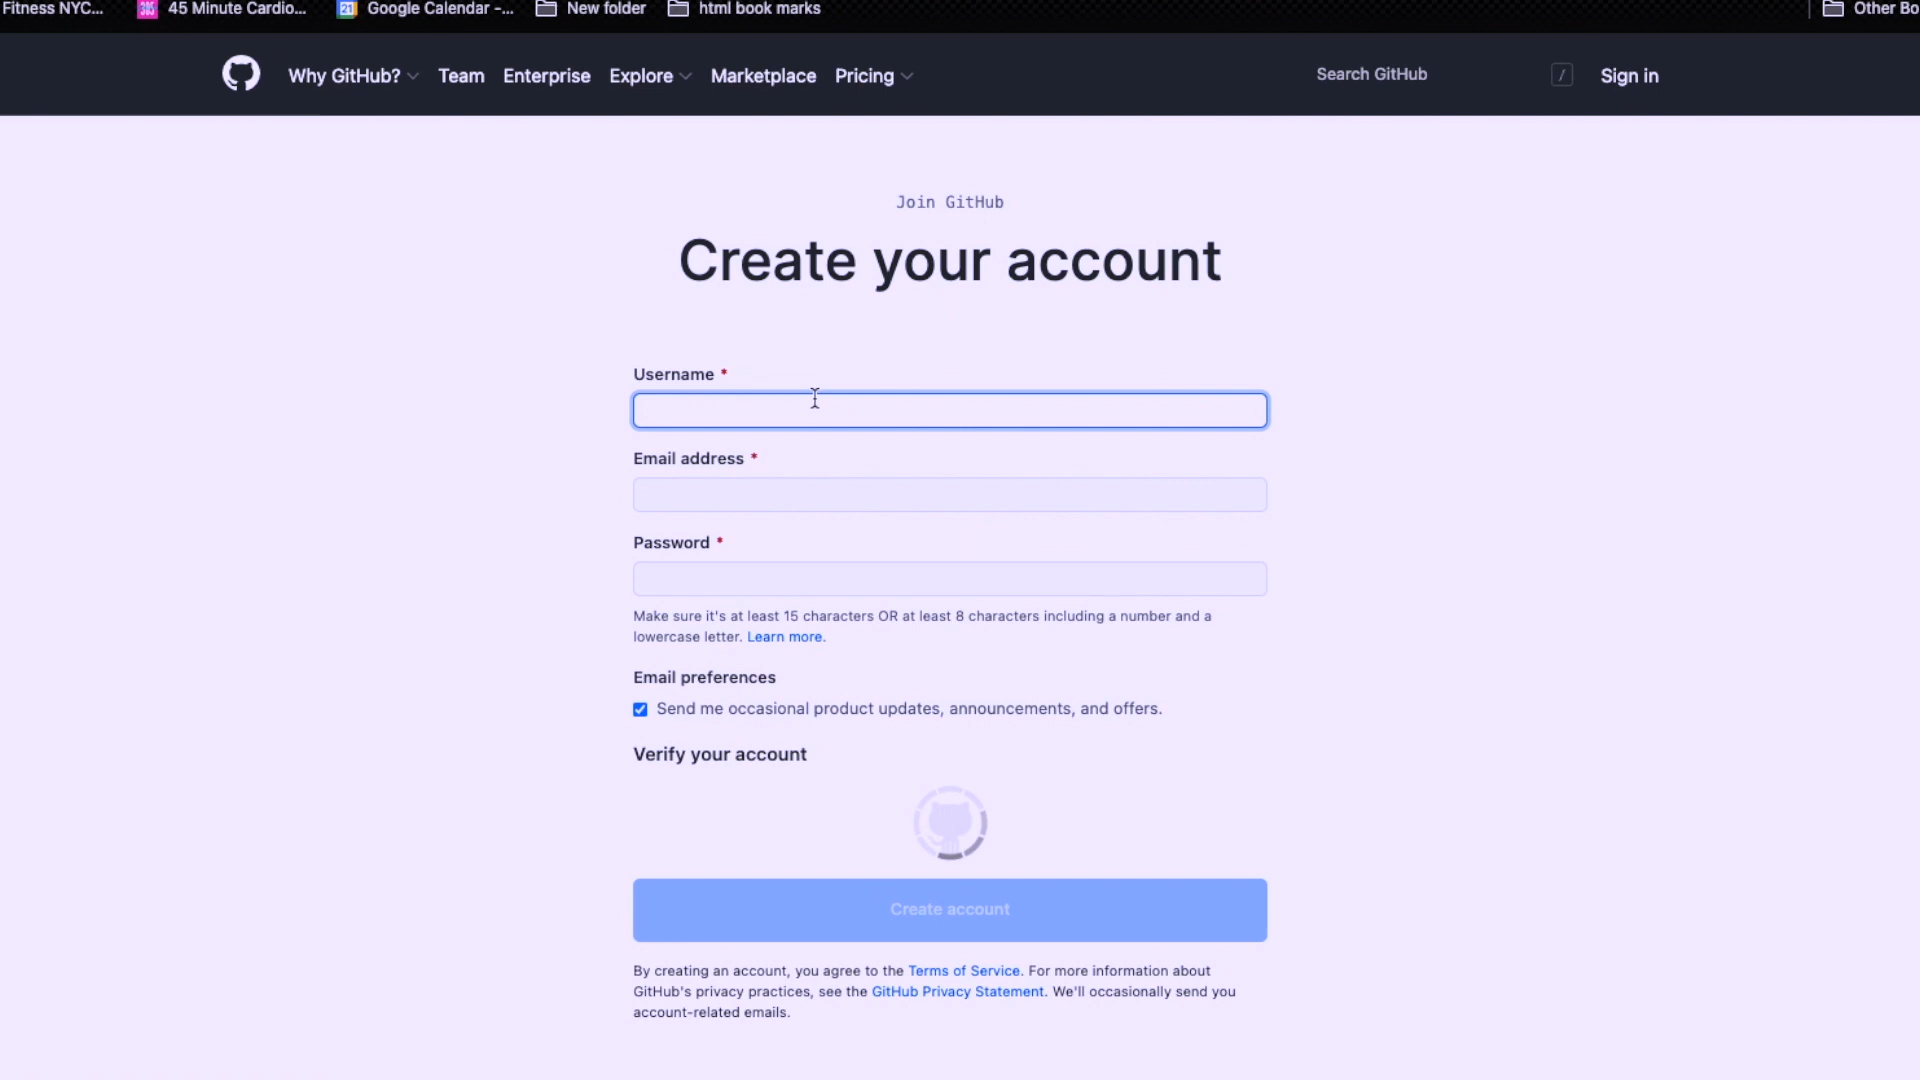 Fitness NYC... 45 Minute Cardio... Google Calendar -... New folder html book marks Other Bo
Why GitHub? Team Enterprise Explore Marketplace Pricing Search GitHub / Sign in
Join GitHub
Create your account
Username *
Email address *
Password *
Make sure it's at least 15 characters OR at least 8 characters including a number and a
lowercase letter. Learn more.
Email preferences
Send me occasional product updates, announcements, and offers.
Verify your account
Create account
By creating an account, you agree to the Terms of Service. For more information about
GitHub's privacy practices, see the GitHub Privacy Statement. We'll occasionally send you
account-related emails.